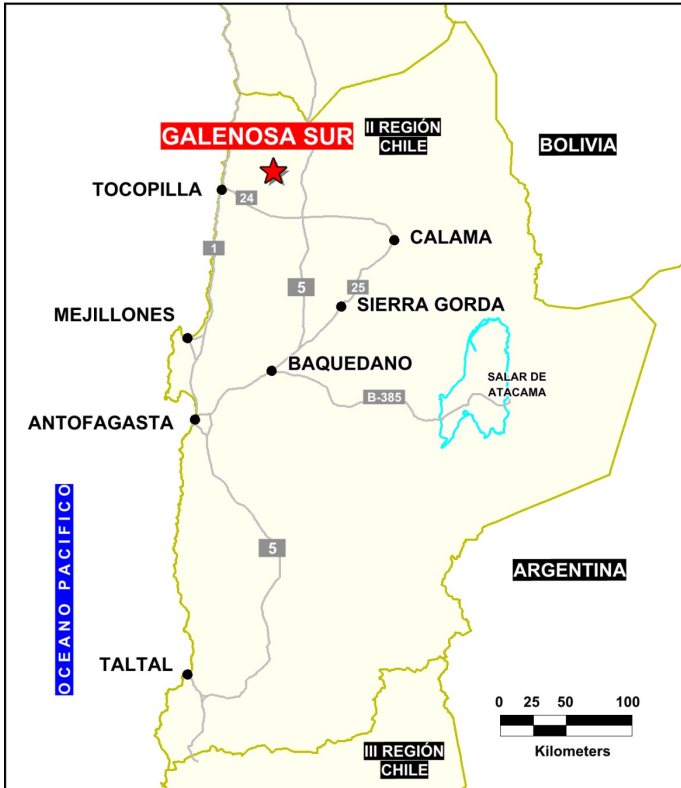 GALENOSA SUR
II REGIÓN
CHILE
BOLIVIA
TOCOPILLA
24
CALAMA
1
5
25
SIERRA GORDA
MEJILLONES
BAQUEDANO
SALAR DE
ATACAMA
B-385
ANTOFAGASTA
OCEANO PACIFICO
5
ARGENTINA
TALTAL
0 25 50 100
Kilometers
III REGIÓN
CHILE